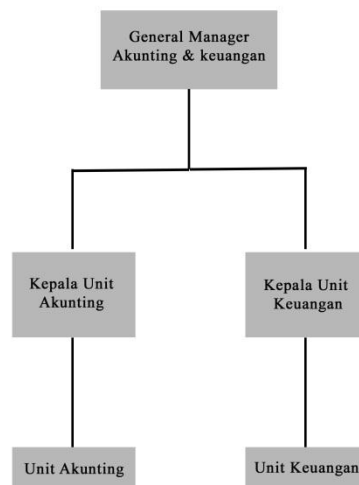 General Manager
Akunting & keuangan
Kepala Unit
Akunting
Kepala Unit
Keuangan
Unit Akunting
Unit Keuangan